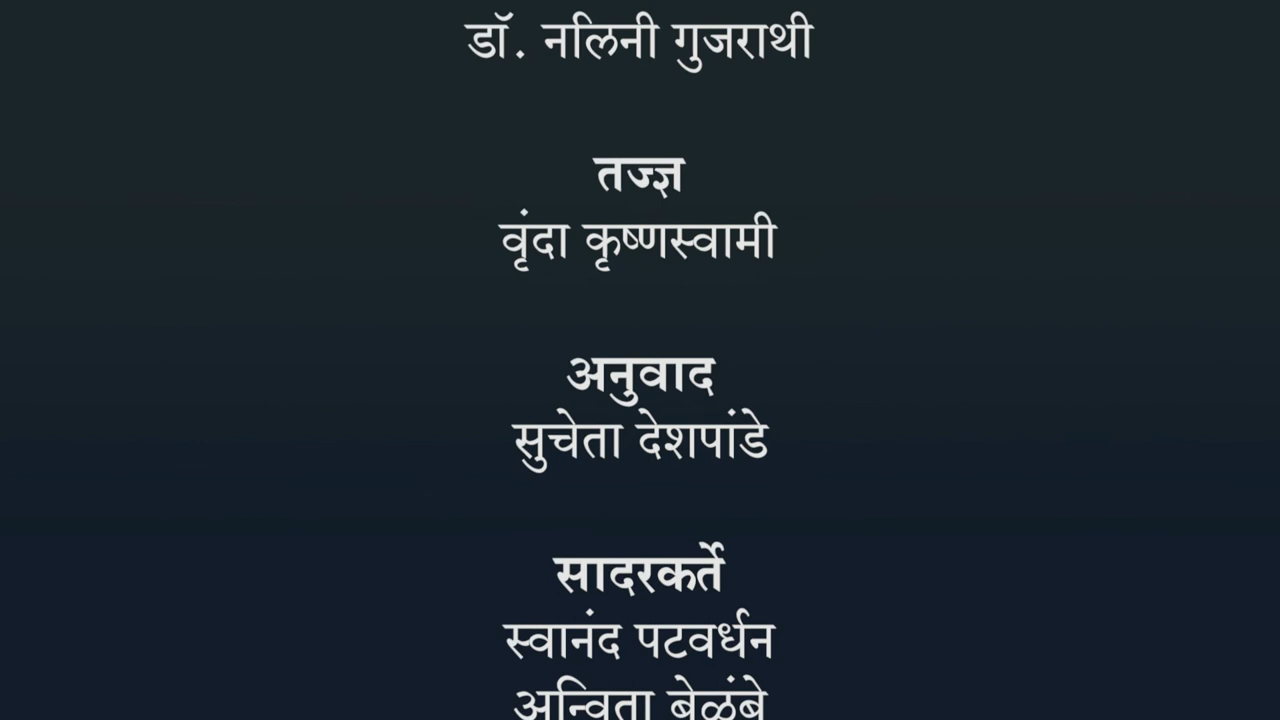 डॉ. नलिनी गुजराथी
तज्ज्ञ
वृंदा कृष्णस्वामी
अनुवाद
सुचेता देशपांडे
सादरकर्ते
स्वानंद पटवर्धन
अन्विता बेळंबे